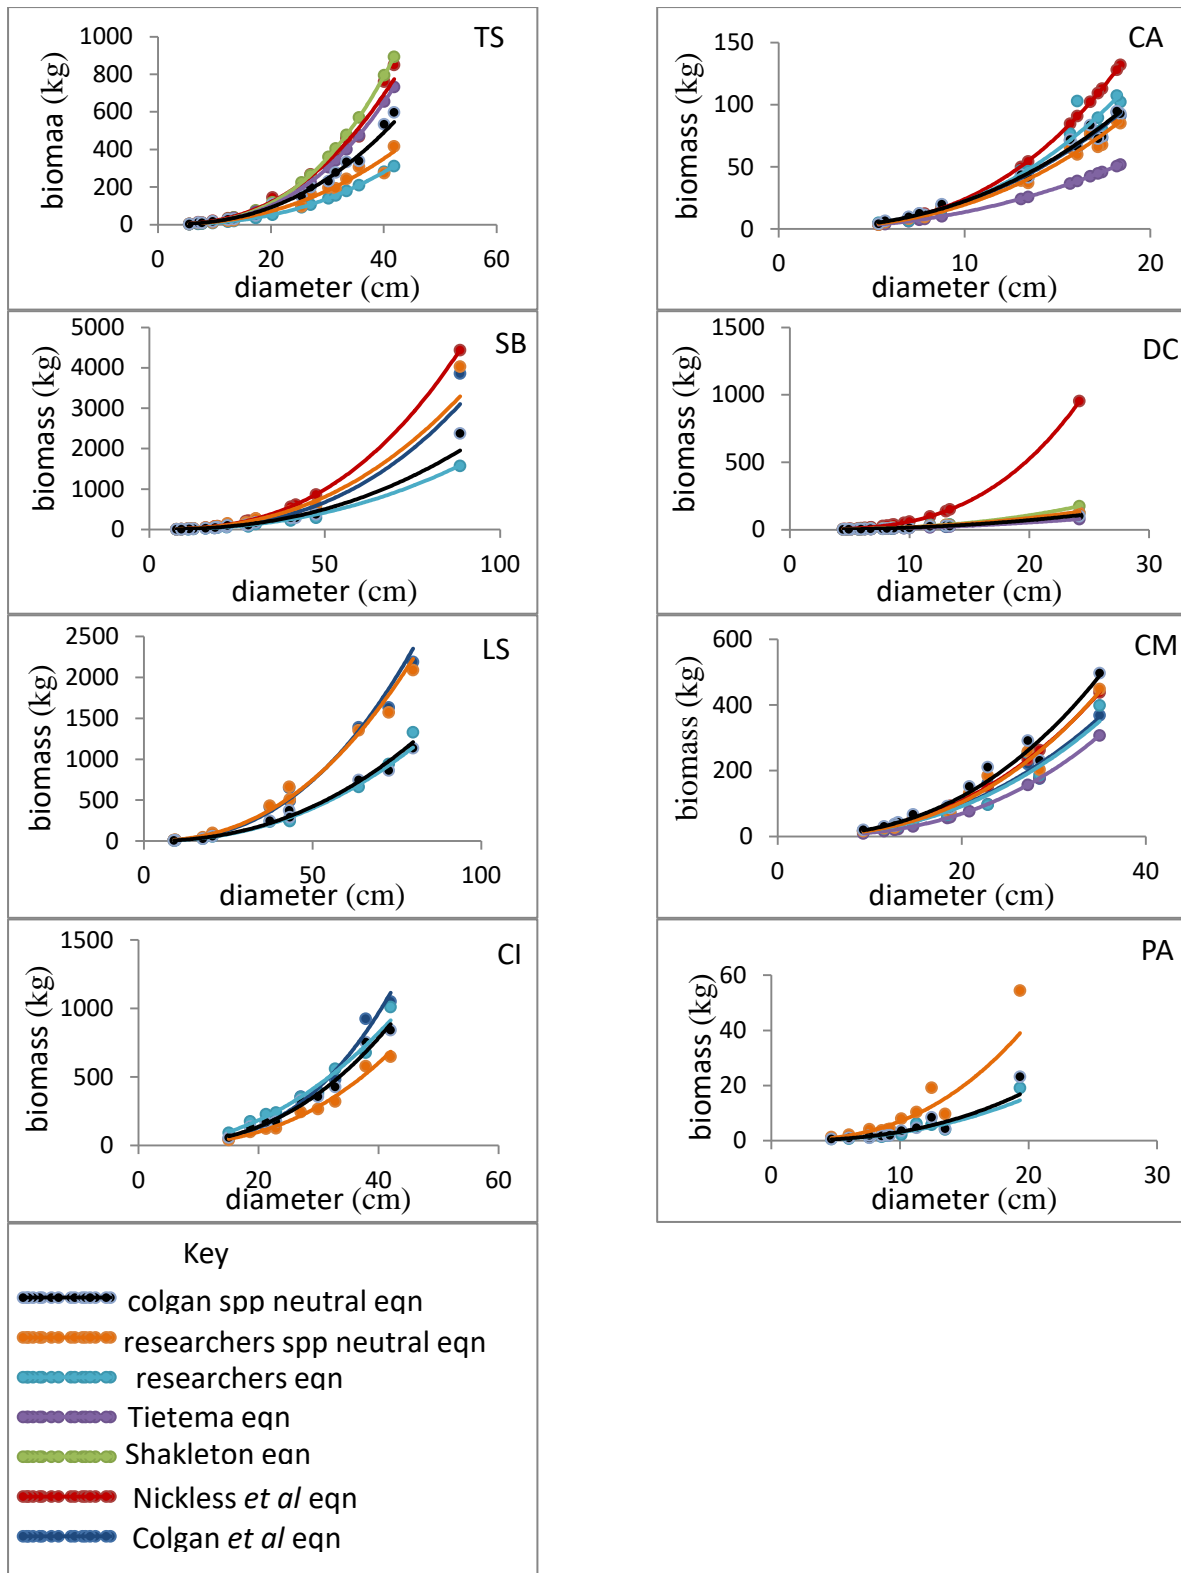 TS
biomaa (kg)
1000
800
600
400
200
0
0 20 40 60
diameter (cm)
CA
biomass (kg)
150
100
50
0
0 10 20
diameter (cm)
SB
biomass (kg)
5000
4000
3000
2000
1000
0
0 50 100
diameter (cm)
DC
biomass (kg)
1500
1000
500
0
0 10 20 30
diameter (cm)
LS
biomass (kg)
2500
2000
1500
1000
500
0
0 50 100
diameter (cm)
CM
biomass (kg)
600
400
200
0
0 20 40
diameter (cm)
CI
biomass (kg)
1500
1000
500
0
0 20 40 60
diameter (cm)
PA
biomass (kg)
60
40
20
0
0 10 20 30
diameter (cm)
Key
colgan spp neutral eqn
researchers spp neutral eqn
researchers eqn
Tietema eqn
Shakleton eqn
Nickless et al eqn
Colgan et al eqn